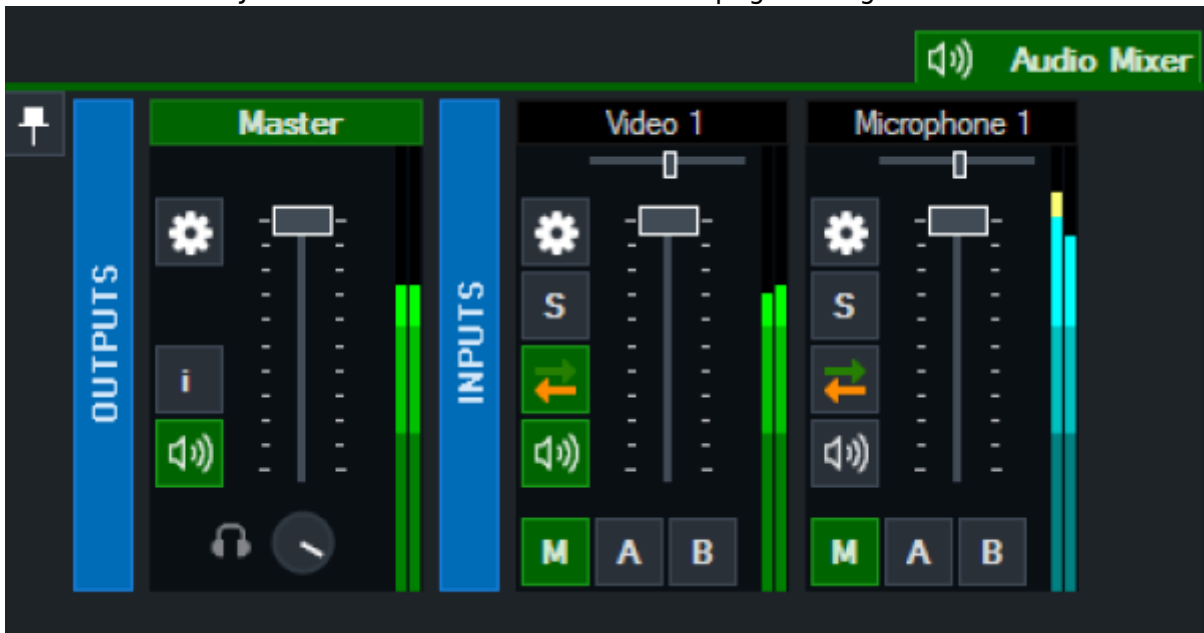 Audio Mixer
OUTPUTS
Master
i
INPUTS
Video 1
S
M A B
Microphone 1
S
M A B